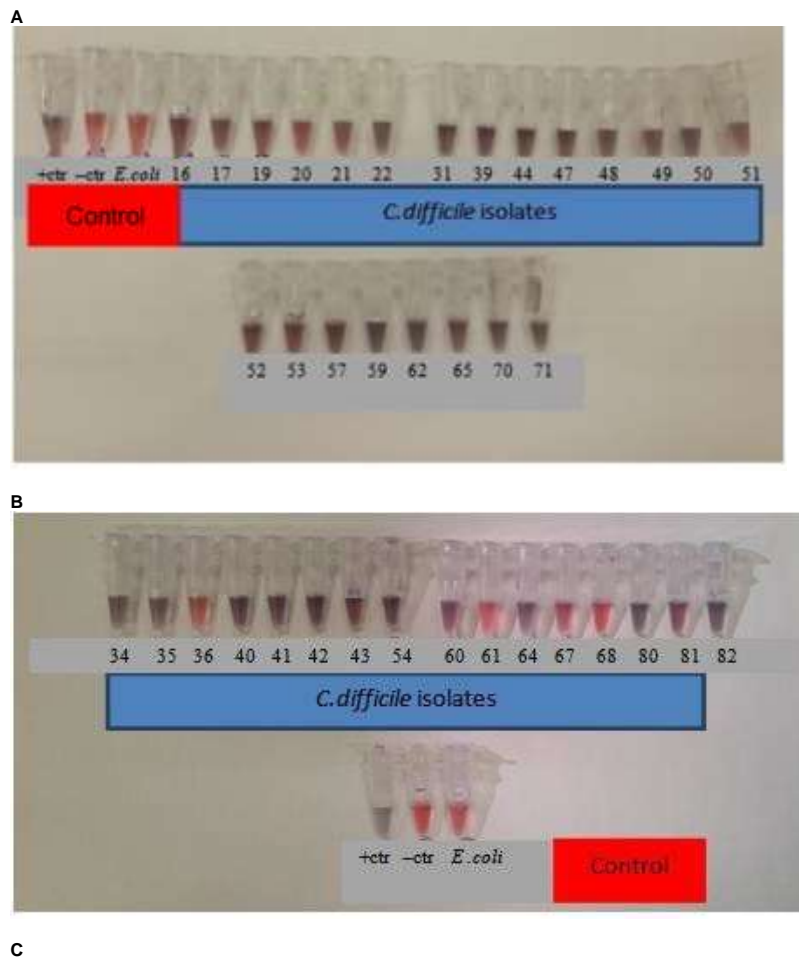 A
+ctr –ctr E.coli 16 17 19 20 21 22 31 39 44 47 48 49 50 51
Control C.difficile isolates
52 53 57 59 62 65 70 71
B
34 35 36 40 41 42 43 54 60 61 64 67 68 80 81 82
C.difficile isolates
+ctr –ctr E.coli
Control
C